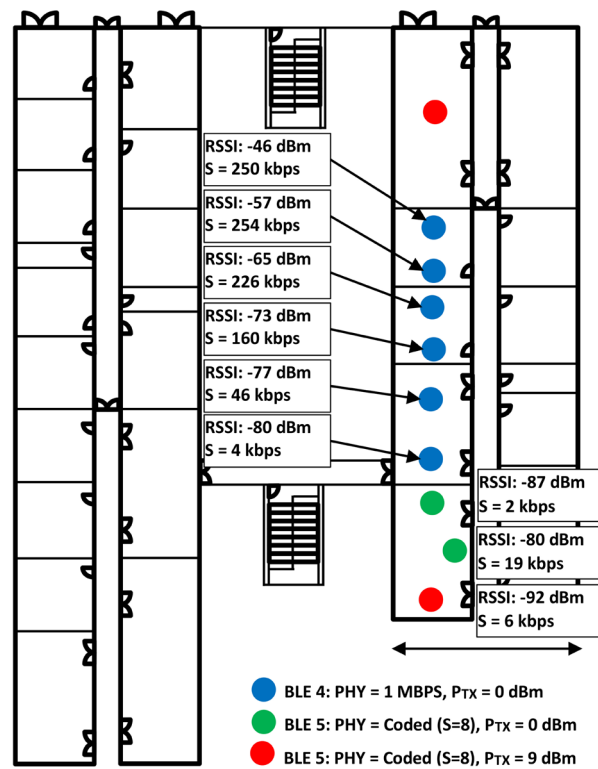 RSSI: -46 dBm
S = 250 kbps
RSSI: -57 dBm
S = 254 kbps
RSSI: -65 dBm
S = 226 kbps
RSSI: -73 dBm
S = 160 kbps
RSSI: -77 dBm
S = 46 kbps
RSSI: -80 dBm
S = 4 kbps
RSSI: -87 dBm
S = 2 kbps
RSSI: -80 dBm
S = 19 kbps
RSSI: -92 dBm
S = 6 kbps
BLE 4: PHY = 1 MBPS, PTX = 0 dBm
BLE 5: PHY = Coded (S=8), PTX = 0 dBm
BLE 5: PHY = Coded (S=8), PTX = 9 dBm